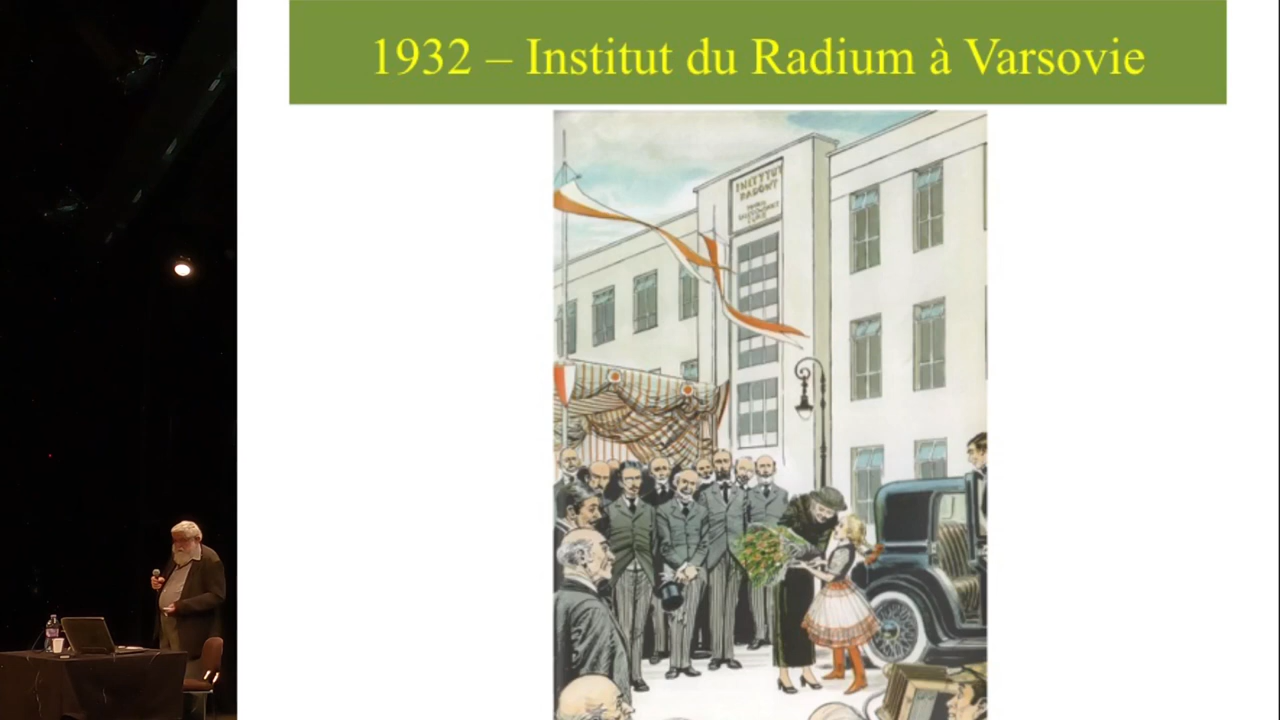 1932 – Institut du Radium à Varsovie